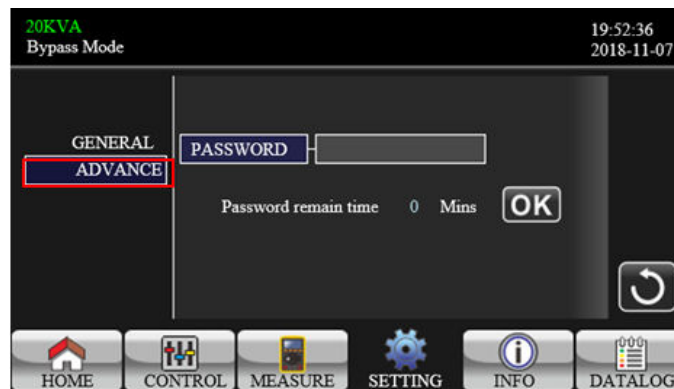 20KVA
19:52:36
Bypass Mode
2018-11-07
GENERAL
ADVANCE
PASSWORD
Password remain time 0 Mins OK
HOME CONTROL MEASURE SETTING INFO DATALOG